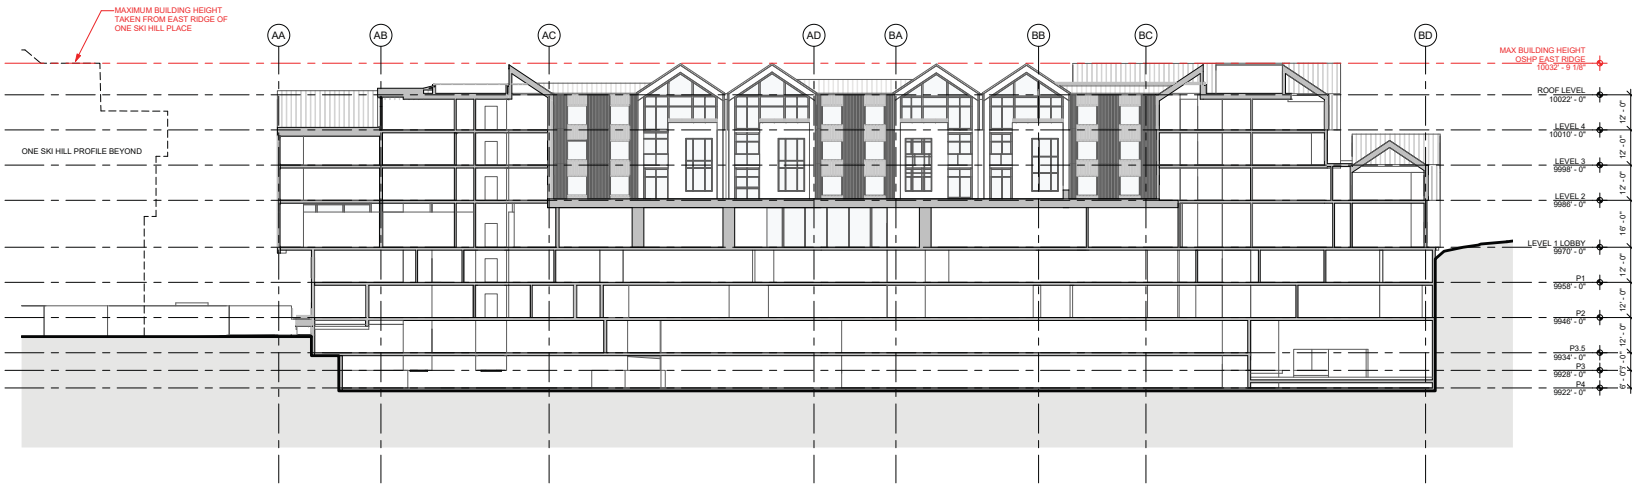 MAXIMUM BUILDING HEIGHT
TAKEN FROM EAST RIDGE OF
ONE SKI HILL PLACE
AA
AB
AC
AD
BA
BB
BC
BD
MAX BUILDING HEIGHT
OSHP EAST RIDGE
10032' - 9 1/8"
ROOF LEVEL
10022' - 0"
12' - 0"
LEVEL 4
10010' - 0"
ONE SKI HILL PROFILE BEYOND
12' - 0"
LEVEL 3
9998' - 0"
12' - 0"
LEVEL 2
9986' - 0"
16' - 0"
LEVEL 1 LOBBY
9970' - 0"
12' - 0"
P1
9958' - 0"
12' - 0"
P2
9946' - 0"
12' - 0"
P3.5
9934' - 0"
P3
9928' - 0"
6' - 0"
P4
9922' - 0"